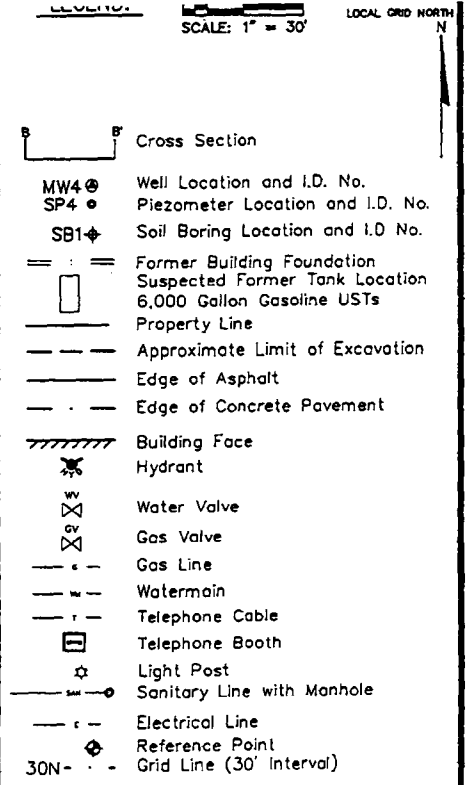 LEGEND:
SCALE: 1" = 30'
LOCAL GRID NORTH
N
B B' Cross Section
MW4 Well Location and I.D. No.
SP4 Piezometer Location and I.D. No.
SB1 Soil Boring Location and I.D No.
Former Building Foundation
Suspected Former Tank Location
6,000 Gallon Gasoline USTs
Property Line
Approximate Limit of Excavation
Edge of Asphalt
Edge of Concrete Pavement
Building Face
Hydrant
WV
Water Valve
GV
Gas Valve
G Gas Line
WM Watermain
T Telephone Cable
Telephone Booth
Light Post
SAN Sanitary Line with Manhole
E Electrical Line
Reference Point
30N Grid Line (30' Interval)